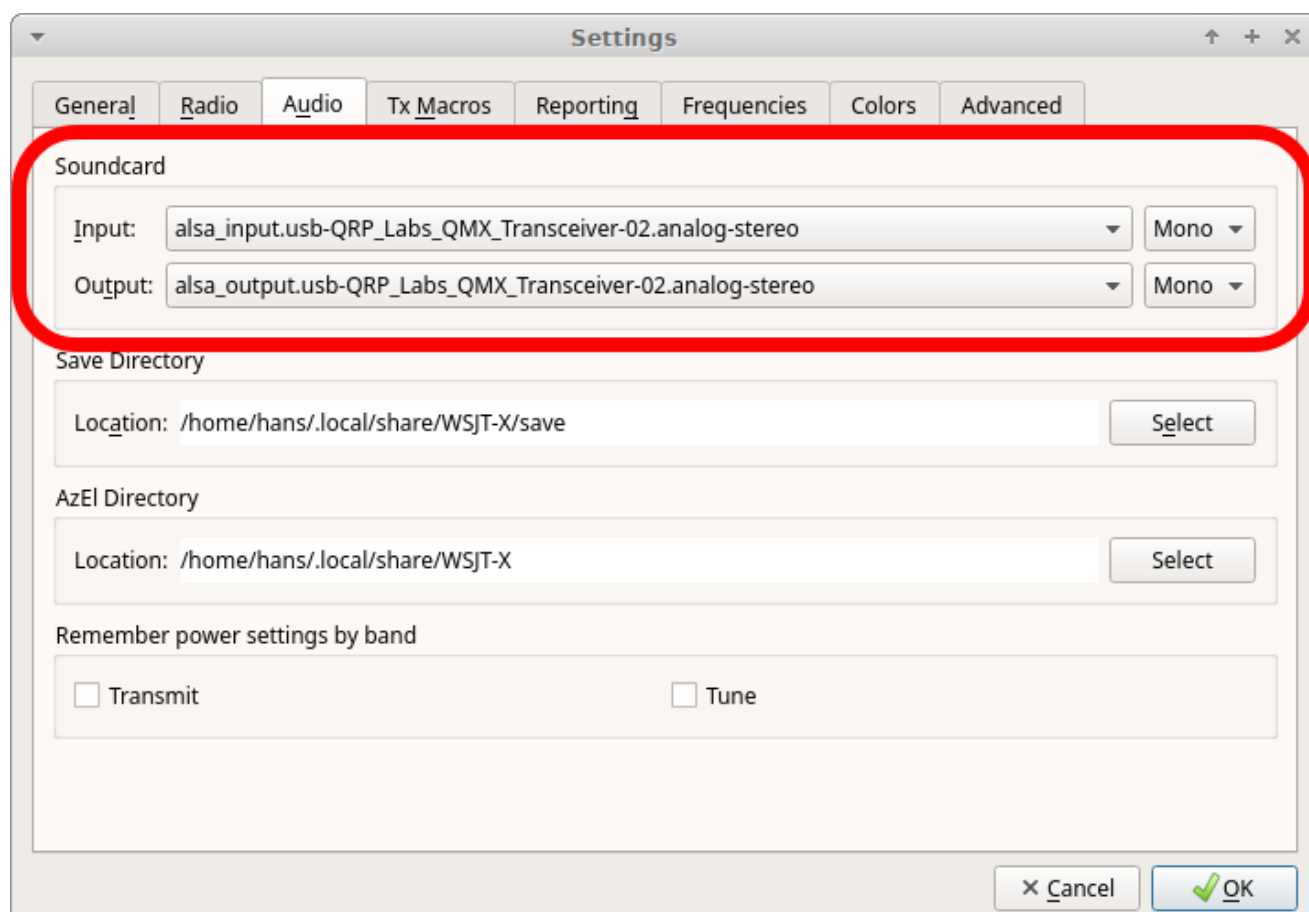 Settings
General Radio Audio Tx Macros Reporting Frequencies Colors Advanced
Soundcard
Input: alsa_input.usb-QRP_Labs_QMX_Transceiver-02.analog-stereo Mono
Output: alsa_output.usb-QRP_Labs_QMX_Transceiver-02.analog-stereo Mono
Save Directory
Location: /home/hans/.local/share/WSJT-X/save Select
AzEl Directory
Location: /home/hans/.local/share/WSJT-X Select
Remember power settings by band
Transmit Tune
Cancel OK